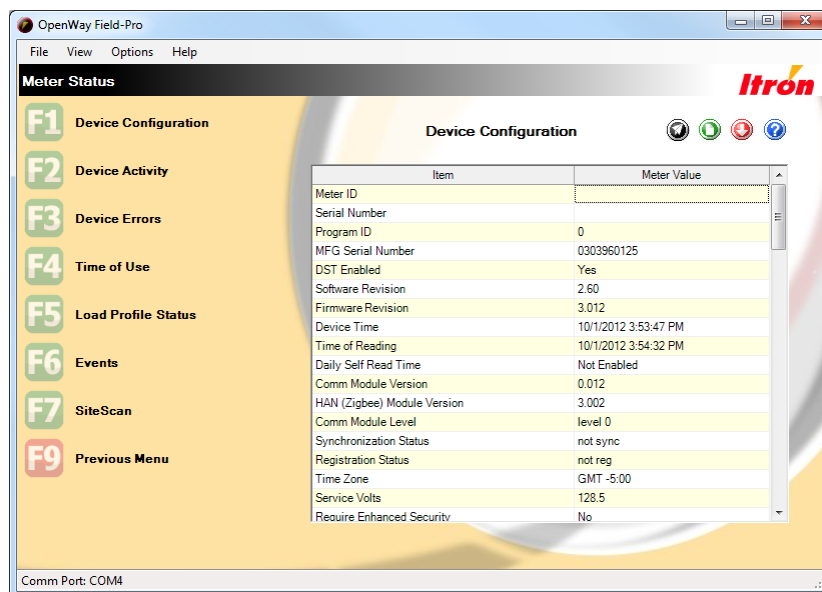 OpenWay Field-Pro
File View Options Help
Meter Status
Itrón
F1 Device Configuration
F2 Device Activity
F3 Device Errors
F4 Time of Use
F5 Load Profile Status
F6 Events
F7 SiteScan
F9 Previous Menu
Device Configuration
?
Item Meter Value
Meter ID
Serial Number
Program ID 0
MFG Serial Number 0303960125
DST Enabled Yes
Software Revision 2.60
Firmware Revision 3.012
Device Time 10/1/2012 3:53:47 PM
Time of Reading 10/1/2012 3:54:32 PM
Daily Self Read Time Not Enabled
Comm Module Version 0.012
HAN (Zigbee) Module Version 3.002
Comm Module Level level 0
Synchronization Status not sync
Registration Status not reg
Time Zone GMT -5:00
Service Volts 128.5
Require Enhanced Security No
Comm Port: COM4